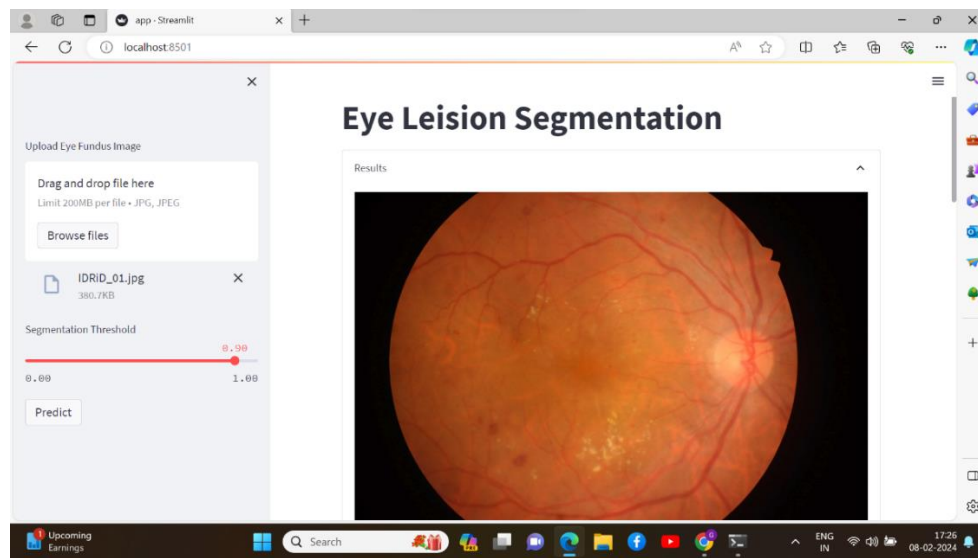 app · Streamlit
localhost:8501
Eye Leision Segmentation
Upload Eye Fundus Image
Drag and drop file here
Limit 200MB per file • JPG, JPEG
Browse files
IDRiD_01.jpg
380.7KB
Segmentation Threshold
0.90
0.00 1.00
Predict
Results
1
Upcoming
Earnings
Search
ENG
IN
17:26
08-02-2024